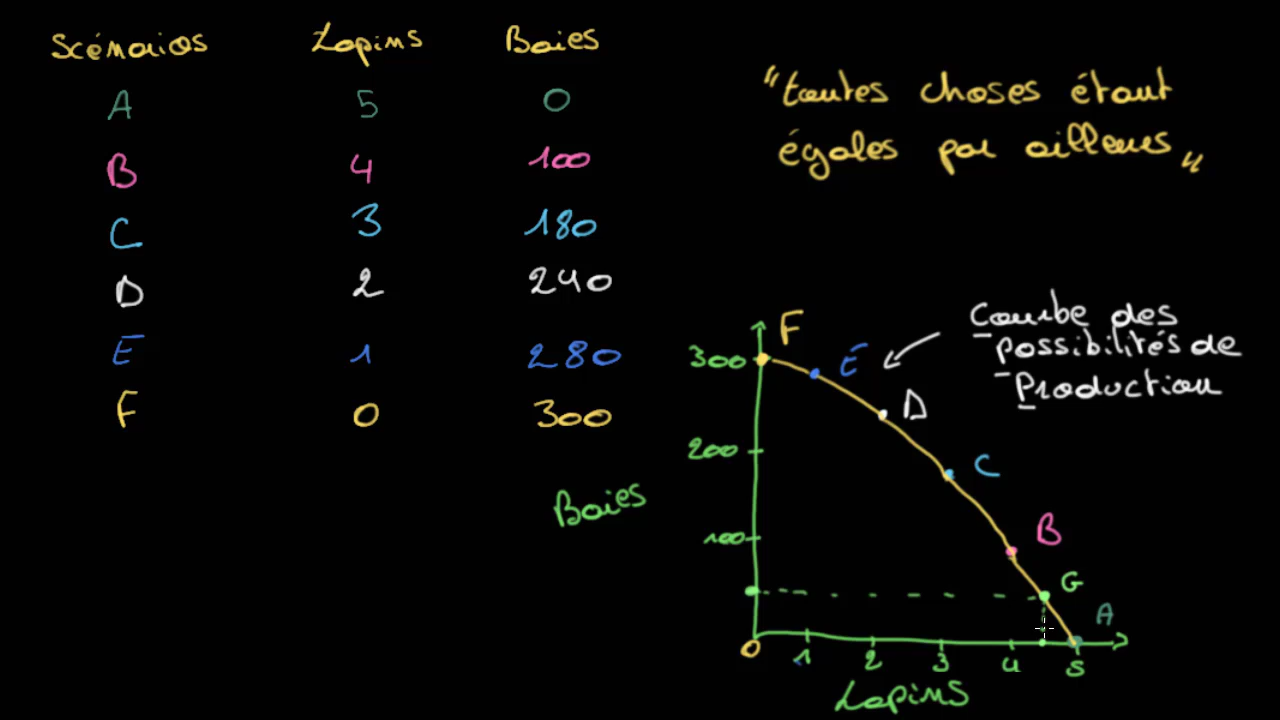 Scénarios Lapins Baies
A 5 0
B 4 100
C 3 180
D 2 240
E 1 280
F 0 300
"toutes choses étant
égales par ailleurs"
Courbe des
possibilités de
Production
F
300
E
D
200
C
Baies
100
B
G
A
0 1 2 3 4 5
Lapins